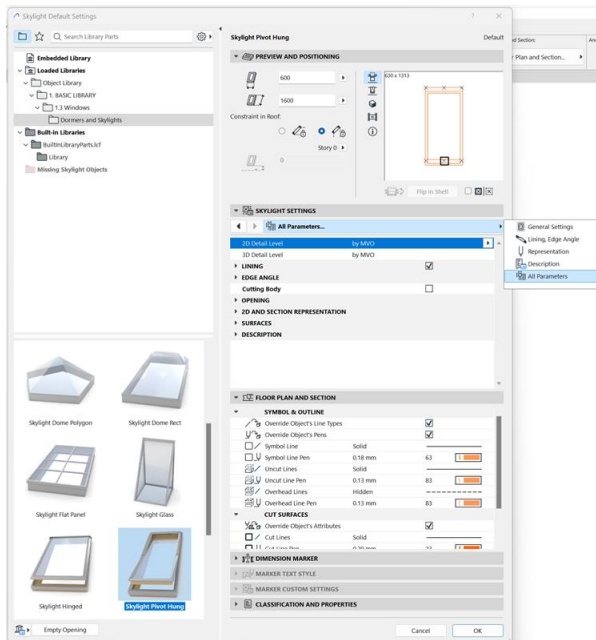 Skylight Default Settings
Search Library Parts
Embedded Library
Loaded Libraries
Object Library
1. BASIC LIBRARY
1.3 Windows
Dormers and Skylights
Built-in Libraries
BuiltInLibraryParts.lcf
Library
Missing Skylight Objects
Skylight Dome Polygon
Skylight Dome Rect
Skylight Flat Panel
Skylight Glass
Skylight Hinged
Skylight Pivot Hung
Empty Opening
Skylight Pivot Hung
Default
PREVIEW AND POSITIONING
600
1600
Constraint in Roof:
Story 0
0
620 x 1313
Flip in Shell
SKYLIGHT SETTINGS
All Parameters...
2D Detail Level by MVO
3D Detail Level by MVO
LINING
EDGE ANGLE
Cutting Body
OPENING
2D AND SECTION REPRESENTATION
SURFACES
DESCRIPTION
FLOOR PLAN AND SECTION
SYMBOL & OUTLINE
Override Object's Line Types
Override Object's Pens
Symbol Line Solid
Symbol Line Pen 0.18 mm 63
Uncut Lines Solid
Uncut Line Pen 0.13 mm 83
Overhead Lines Hidden
Overhead Line Pen 0.13 mm 83
CUT SURFACES
Override Object's Attributes
Cut Lines Solid
DIMENSION MARKER
MARKER TEXT STYLE
MARKER CUSTOM SETTINGS
CLASSIFICATION AND PROPERTIES
Cancel
OK
Plan and Section...
General Settings
Lining, Edge Angle
Representation
Description
All Parameters